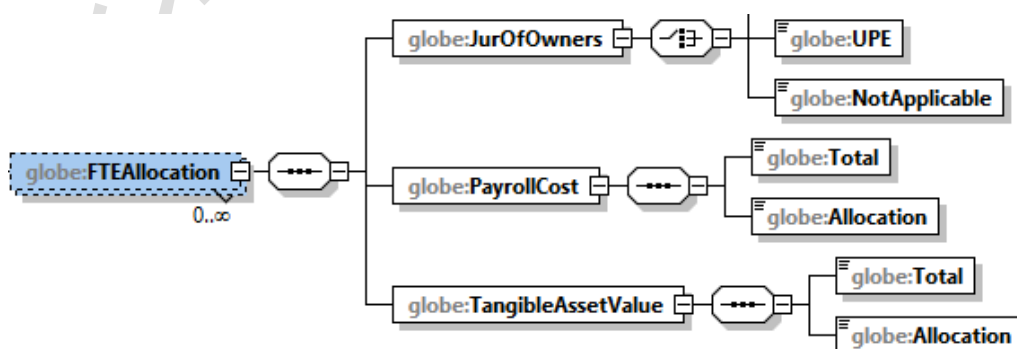 globe:JurOfOwners
globe:UPE
globe:NotApplicable
globe:FTEAllocation
0..∞
globe:PayrollCost
globe:Total
globe:Allocation
globe:TangibleAssetValue
globe:Total
globe:Allocation